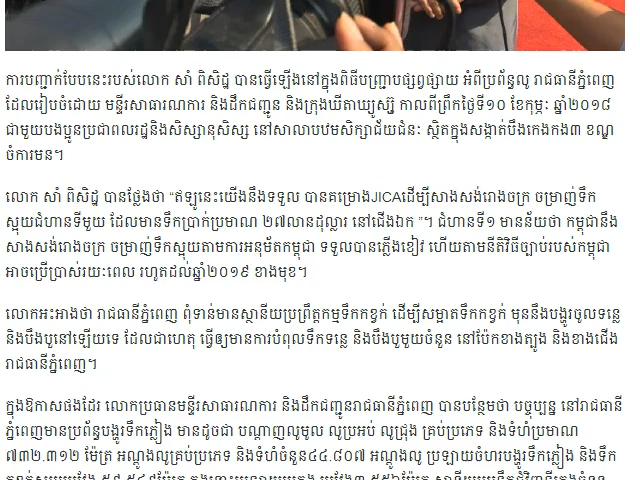 ការបញ្ជាក់បែបនេះរបស់លោក សាំ ពិសិដ្ឋ បានធ្វើឡើងនៅក្នុងពិធីបញ្ជ្រាបផ្សព្វផ្សាយ អំពីប្រព័ន្ធលូ រាជធានីភ្នំពេញ
ដែលរៀបចំដោយ មន្ទីរសាធារណការ និងដឹកជញ្ជូន និងក្រុងឃីតាឃ្យូស្ស៊ិ កាលពីព្រឹកថ្ងៃទី១០ ខែកុម្ភៈ ឆ្នាំ២០១៨
ជាមួយបងប្អូនប្រជាពលរដ្ឋនិងសិស្សានុសិស្ស នៅសាលាបឋមសិក្សាជ័យជំនះ ស្ថិតក្នុងសង្កាត់បឹងកេងកង៣ ខណ្ឌ
ចំការមន។
លោក សាំ ពិសិដ្ឋ បានថ្លែងថា “ឥឡូវនេះយើងនឹងទទួល បានគម្រោងJICAដើម្បីសាងសង់រោងចក្រ ចម្រាញ់ទឹក
ស្អុយជំហានទីមួយ ដែលមានទឹកប្រាក់ប្រមាណ ២៧លានដុល្លារ នៅជើងឯក ”។ ជំហានទី១ មានន័យថា កម្ពុជានឹង
សាងសង់រោងចក្រ ចម្រាញ់ទឹកស្អុយតាមការអនុម័តកម្ពុជា ទទួលបានភ្លើងខៀវ ហើយតាមនីតិវិធីច្បាប់របស់កម្ពុជា
អាចប្រើប្រាស់រយៈពេល រហូតដល់ឆ្នាំ២០១៩ ខាងមុខ។
លោកអះអាងថា រាជធានីភ្នំពេញ ពុំទាន់មានស្ថានីយប្រព្រឹត្តកម្មទឹកកខ្វក់ ដើម្បីសម្អាតទឹកកខ្វក់ មុននឹងបង្ហូរចូលទន្លេ
និងបឹងបួនៅឡើយទេ ដែលជាហេតុ ធ្វើឲ្យមានការបំពុលទឹកទន្លេ និងបឹងបួមួយចំនួន នៅប៉ែកខាងត្បូង និងខាងជើង
រាជធានីភ្នំពេញ។
ក្នុងឱកាសផងដែរ លោកប្រធានមន្ទីរសាធារណការ និងដឹកជញ្ជូនរាជធានីភ្នំពេញ បានបន្ថែមថា បច្ចុប្បន្ន នៅរាជធានី
ភ្នំពេញមានប្រព័ន្ធបង្ហូរទឹកភ្លៀង មានដូចជា បណ្តាញលូមូល លូប្រអប់ លូជ្រុង គ្រប់ប្រភេទ និងទំហំប្រមាណ
៧៣២.៣១២ ម៉ែត្រ អណ្តូងលូគ្រប់ប្រភេទ និងទំហំចំនួន៤៤.៨០៧ អណ្តូងលូ ប្រឡាយចំហរបង្ហូរទឹកភ្លៀង និងទឹក